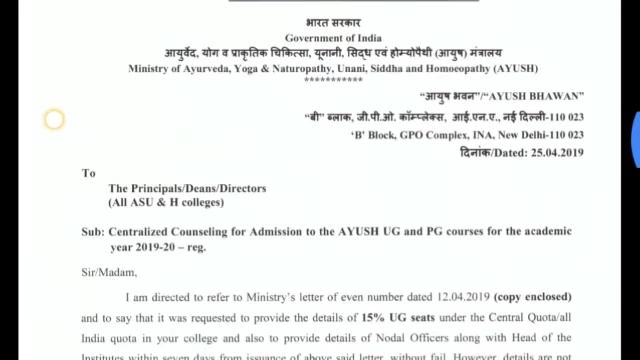 भारत सरकार
Government of India
आयुर्वेद, योग व प्राकृतिक चिकित्सा, यूनानी, सिद्ध एवं होम्योपैथी (आयुष) मंत्रालय
Ministry of Ayurveda, Yoga & Naturopathy, Unani, Siddha and Homoeopathy (AYUSH)
***********
“आयुष भवन”/“AYUSH BHAWAN”
“बी” ब्लाक, जी.पी.ओ. कॉम्प्लेक्स, आई.एन.ए., नई दिल्ली-110 023
‘B’ Block, GPO Complex, INA, New Delhi-110 023
दिनांक/Dated: 25.04.2019
To
The Principals/Deans/Directors
(All ASU & H colleges)
Sub: Centralized Counseling for Admission to the AYUSH UG and PG courses for the academic
year 2019-20 – reg.
Sir/Madam,
I am directed to refer to Ministry's letter of even number dated 12.04.2019 (copy enclosed)
and to say that it was requested to provide the details of 15% UG seats under the Central Quota/all
India quota in your college and also to provide details of Nodal Officers along with Head of the
Institutes within seven days from issuance of above said letter, without fail. However, details are not